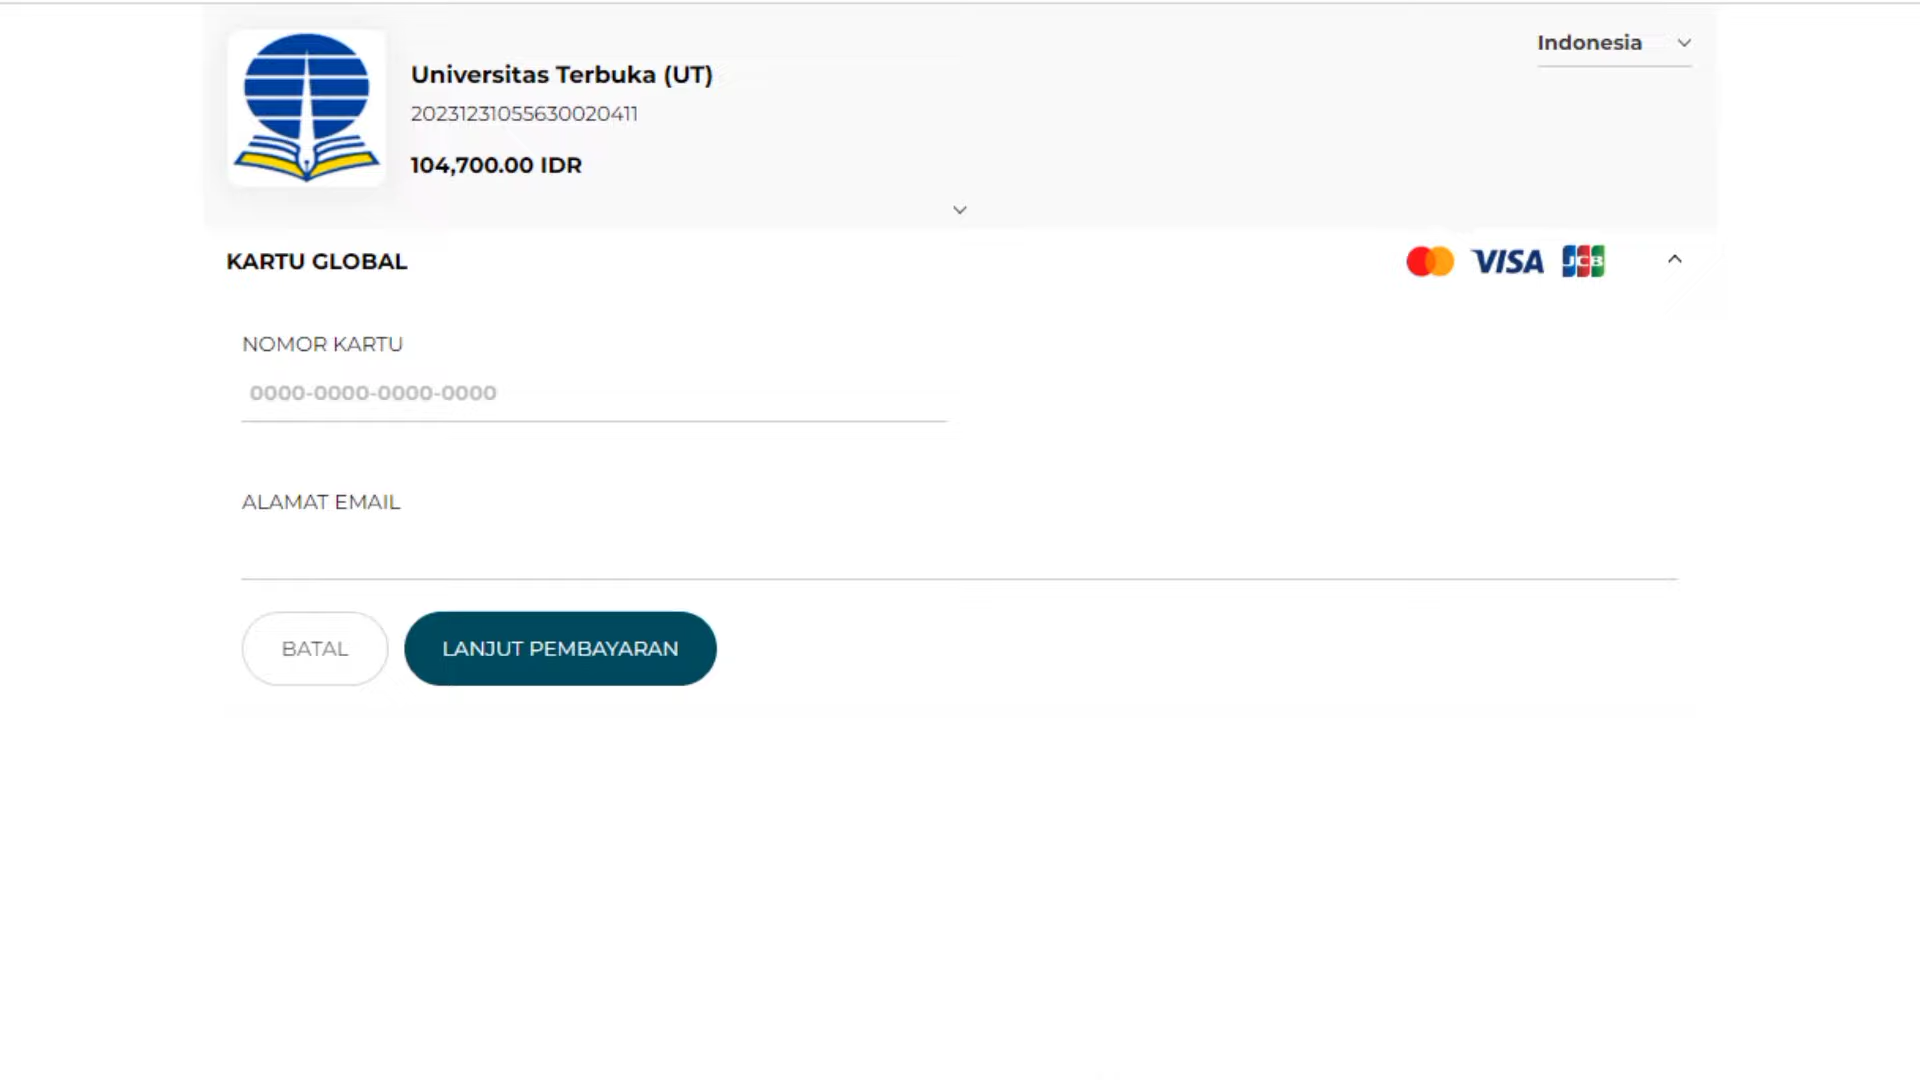 Indonesia
Universitas Terbuka (UT)
20231231055630020411
104,700.00 IDR
KARTU GLOBAL
VISA
JCB
NOMOR KARTU
0000-0000-0000-0000
ALAMAT EMAIL
BATAL
LANJUT PEMBAYARAN